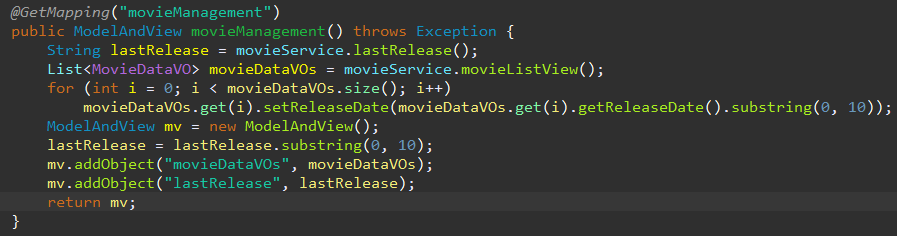 @GetMapping("movieManagement")
public ModelAndView movieManagement() throws Exception {
    String lastRelease = movieService.lastRelease();
    List<MovieDataVO> movieDataVOs = movieService.movieListView();
    for (int i = 0; i < movieDataVOs.size(); i++)
        movieDataVOs.get(i).setReleaseDate(movieDataVOs.get(i).getReleaseDate().substring(0, 10));
    ModelAndView mv = new ModelAndView();
    lastRelease = lastRelease.substring(0, 10);
    mv.addObject("movieDataVOs", movieDataVOs);
    mv.addObject("lastRelease", lastRelease);
    return mv;
}